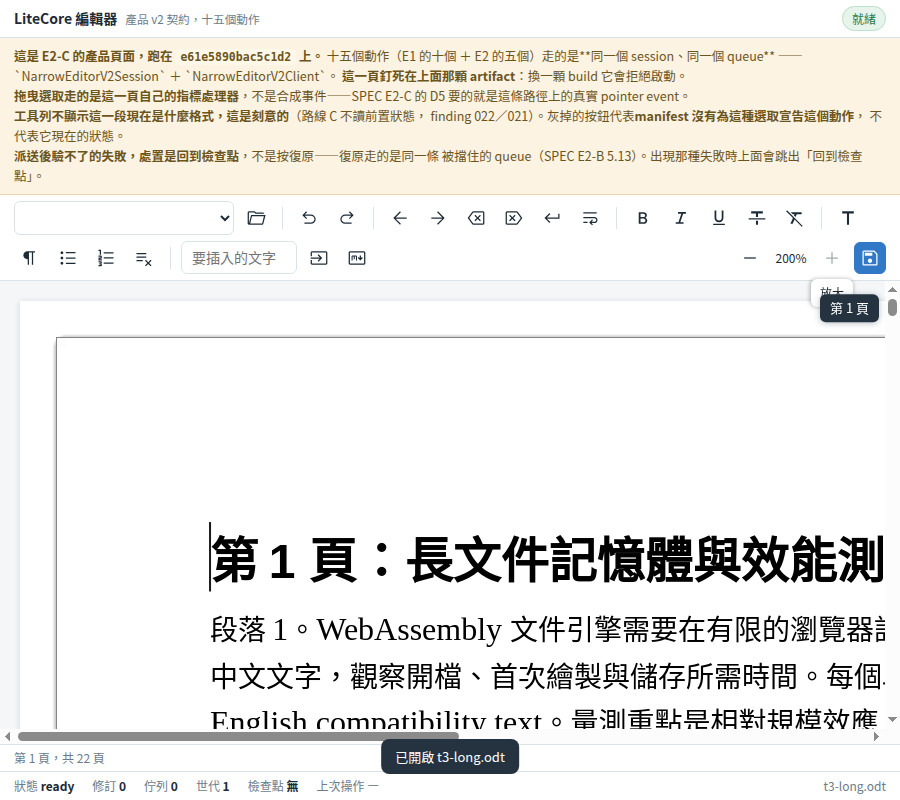 LiteCore 編輯器 產品 v2 契約，十五個動作 就緒
這是 E2-C 的產品頁面，跑在 e61e5890bac5c1d2 上。 十五個動作（E1 的十個 ＋ E2 的五個）走的是**同一個 session、同一個 queue** ——
`NarrowEditorV2Session` ＋ `NarrowEditorV2Client`。 這一頁釘死在上面那顆 artifact：換一顆 build 它會拒絕啟動。
拖曳選取走的是這一頁自己的指標處理器，不是合成事件——SPEC E2-C 的 D5 要的就是這條路徑上的真實 pointer event。
工具列不顯示這一段現在是什麼格式，這是刻意的（路線 C 不讀前置狀態， finding 022／021）。灰掉的按鈕代表manifest 沒有為這種選取宣告這個動作， 不
代表它現在的狀態。
派送後驗不了的失敗，處置是回到檢查點，不是按復原——復原走的是同一條 被擋住的 queue（SPEC E2-B 5.13）。出現那種失敗時上面會跳出「回到檢查
點」。
B I U T T
要插入的文字 200%
放大
第 1 頁
第 1 頁：長文件記憶體與效能測
段落 1。WebAssembly 文件引擎需要在有限的瀏覽器
中文文字，觀察開檔、首次繪製與儲存所需時間。每個
English compatibility text。量測重點是相對規模效應
第 1 頁，共 22 頁
已開啟 t3-long.odt
狀態 ready 修訂 0 佇列 0 世代 1 檢查點 無 上次操作 一 t3-long.odt